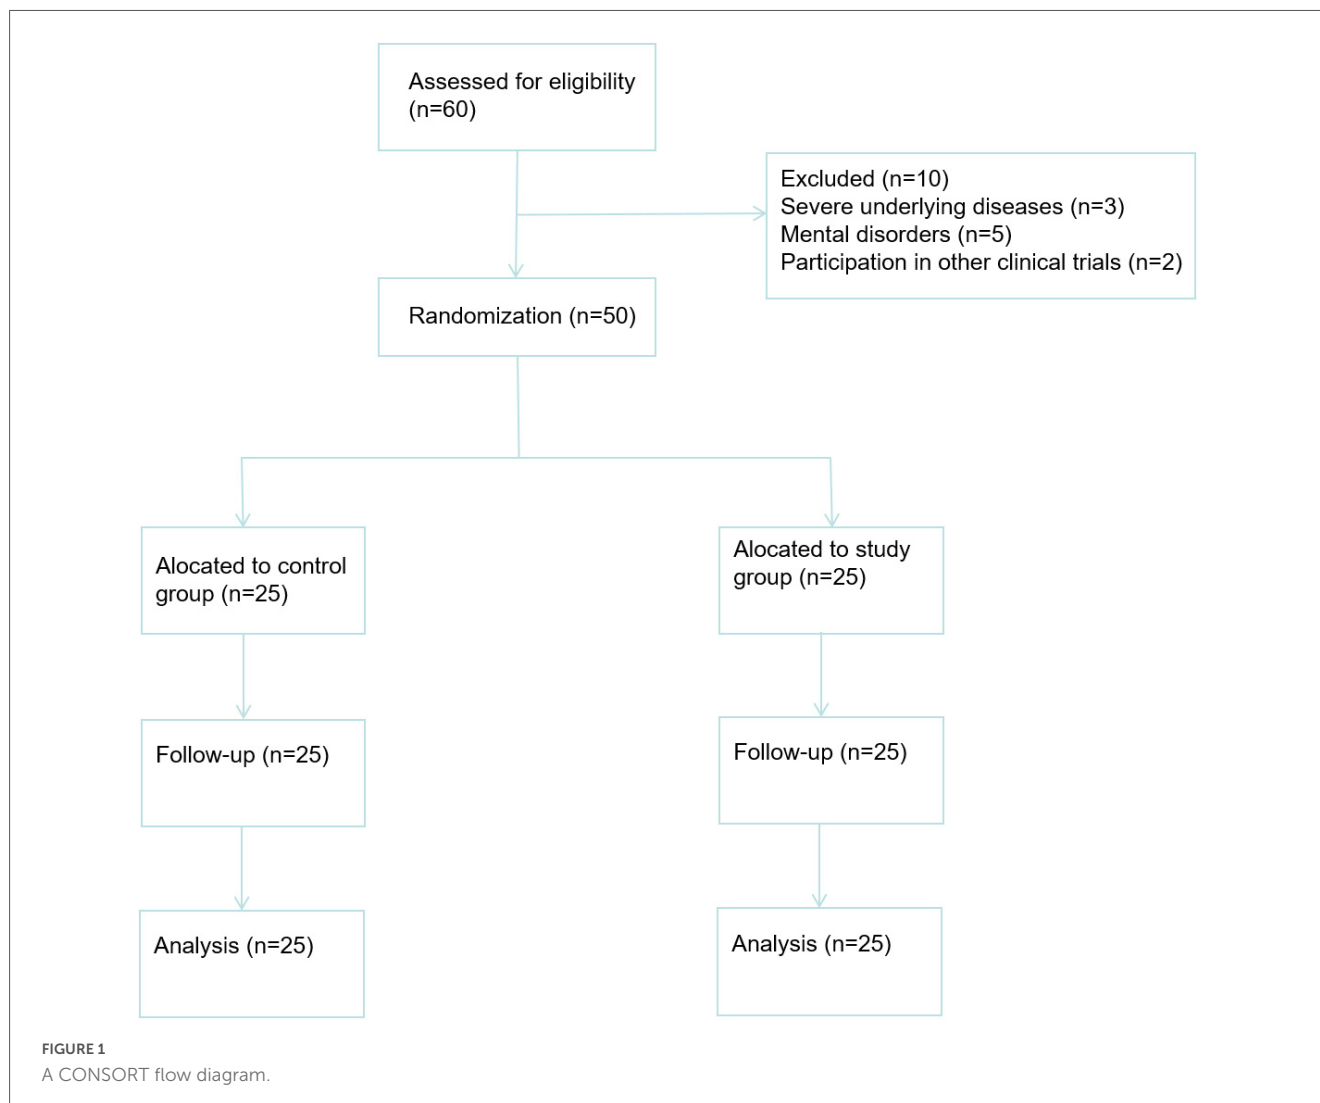 Assessed for eligibility
(n=60)
Excluded (n=10)
Severe underlying diseases (n=3)
Mental disorders (n=5)
Participation in other clinical trials (n=2)
Randomization (n=50)
Alocated to control
group (n=25)
Alocated to study
group (n=25)
Follow-up (n=25)
Follow-up (n=25)
Analysis (n=25)
Analysis (n=25)
FIGURE 1
A CONSORT flow diagram.